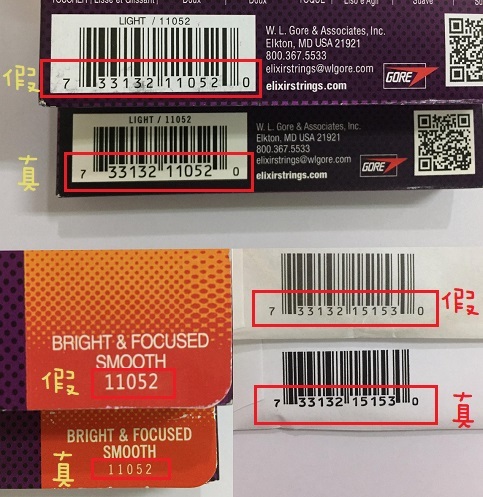 LIGHT / 11052
7 33132 11052 0
W. L. Gore & Associates, Inc.
Elkton, MD USA 21921
800.367.5533
elixirstrings@wlgore.com
elixirstrings.com
GORE
假
LIGHT / 11052
7 33132 11052 0
W. L. Gore & Associates, Inc.
Elkton, MD USA 21921
800.367.5533
elixirstrings@wlgore.com
elixirstrings.com
GORE
真
BRIGHT & FOCUSED
SMOOTH
假 11052
BRIGHT & FOCUSED
SMOOTH
真 11052
7 33132 15153 0 假
7 33132 15153 0
真